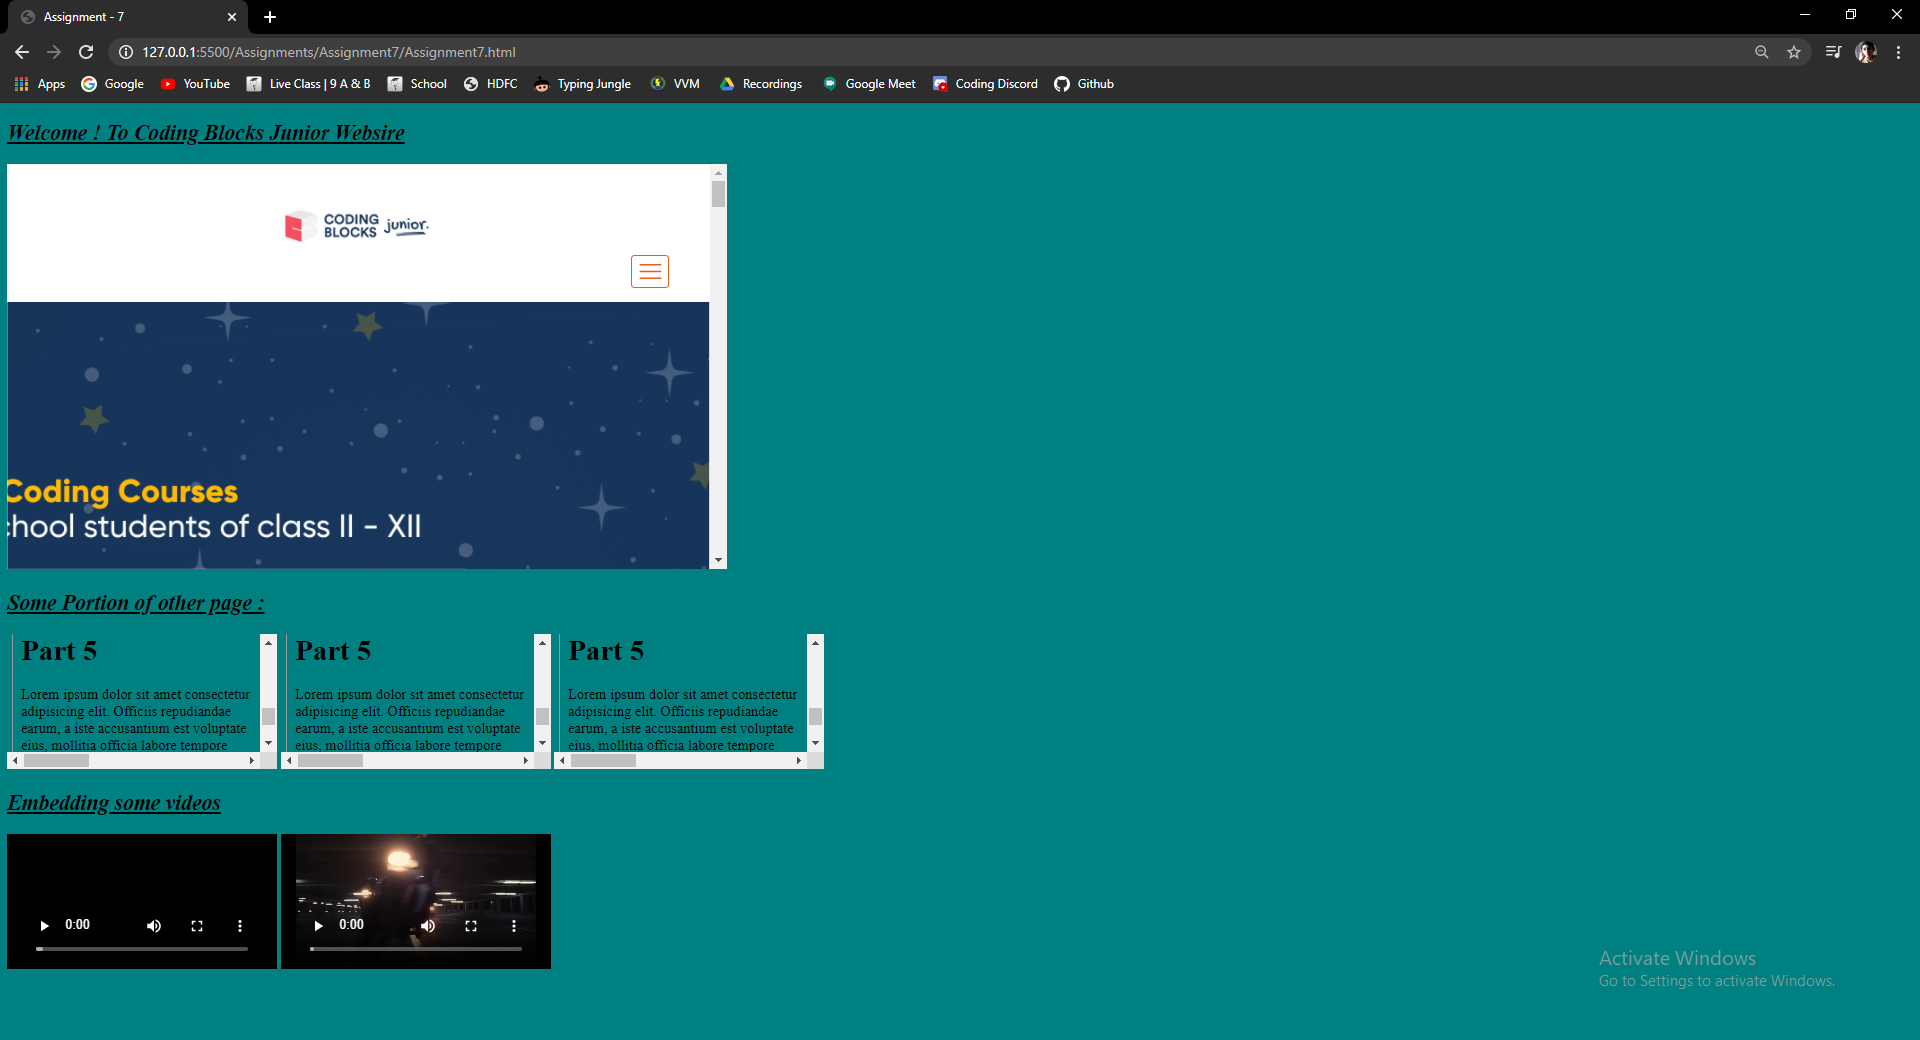 Assignment - 7
127.0.0.1:5500/Assignments/Assignment7/Assignment7.html
Apps Google YouTube Live Class | 9 A & B School HDFC Typing Jungle VVM Recordings Google Meet Coding Discord Github
Welcome ! To Coding Blocks Junior Websire
CODING
BLOCKS junior.
Coding Courses
chool students of class II - XII
Some Portion of other page :
Part 5
Lorem ipsum dolor sit amet consectetur
adipisicing elit. Officiis repudiandae
earum, a iste accusantium est voluptate
eius, mollitia officia labore tempore
Part 5
Lorem ipsum dolor sit amet consectetur
adipisicing elit. Officiis repudiandae
earum, a iste accusantium est voluptate
eius, mollitia officia labore tempore
Part 5
Lorem ipsum dolor sit amet consectetur
adipisicing elit. Officiis repudiandae
earum, a iste accusantium est voluptate
eius, mollitia officia labore tempore
Embedding some videos
0:00
0:00
Activate Windows
Go to Settings to activate Windows.